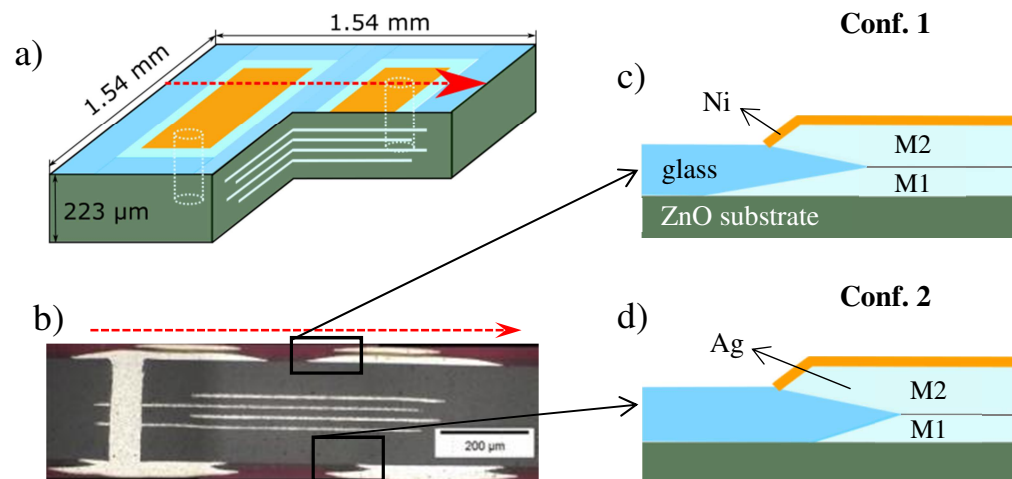 a)
1.54 mm
1.54 mm
223 µm
b)
200 µm
Conf. 1
c)
Ni
M2
glass
M1
ZnO substrate
Conf. 2
d)
Ag
M2
M1